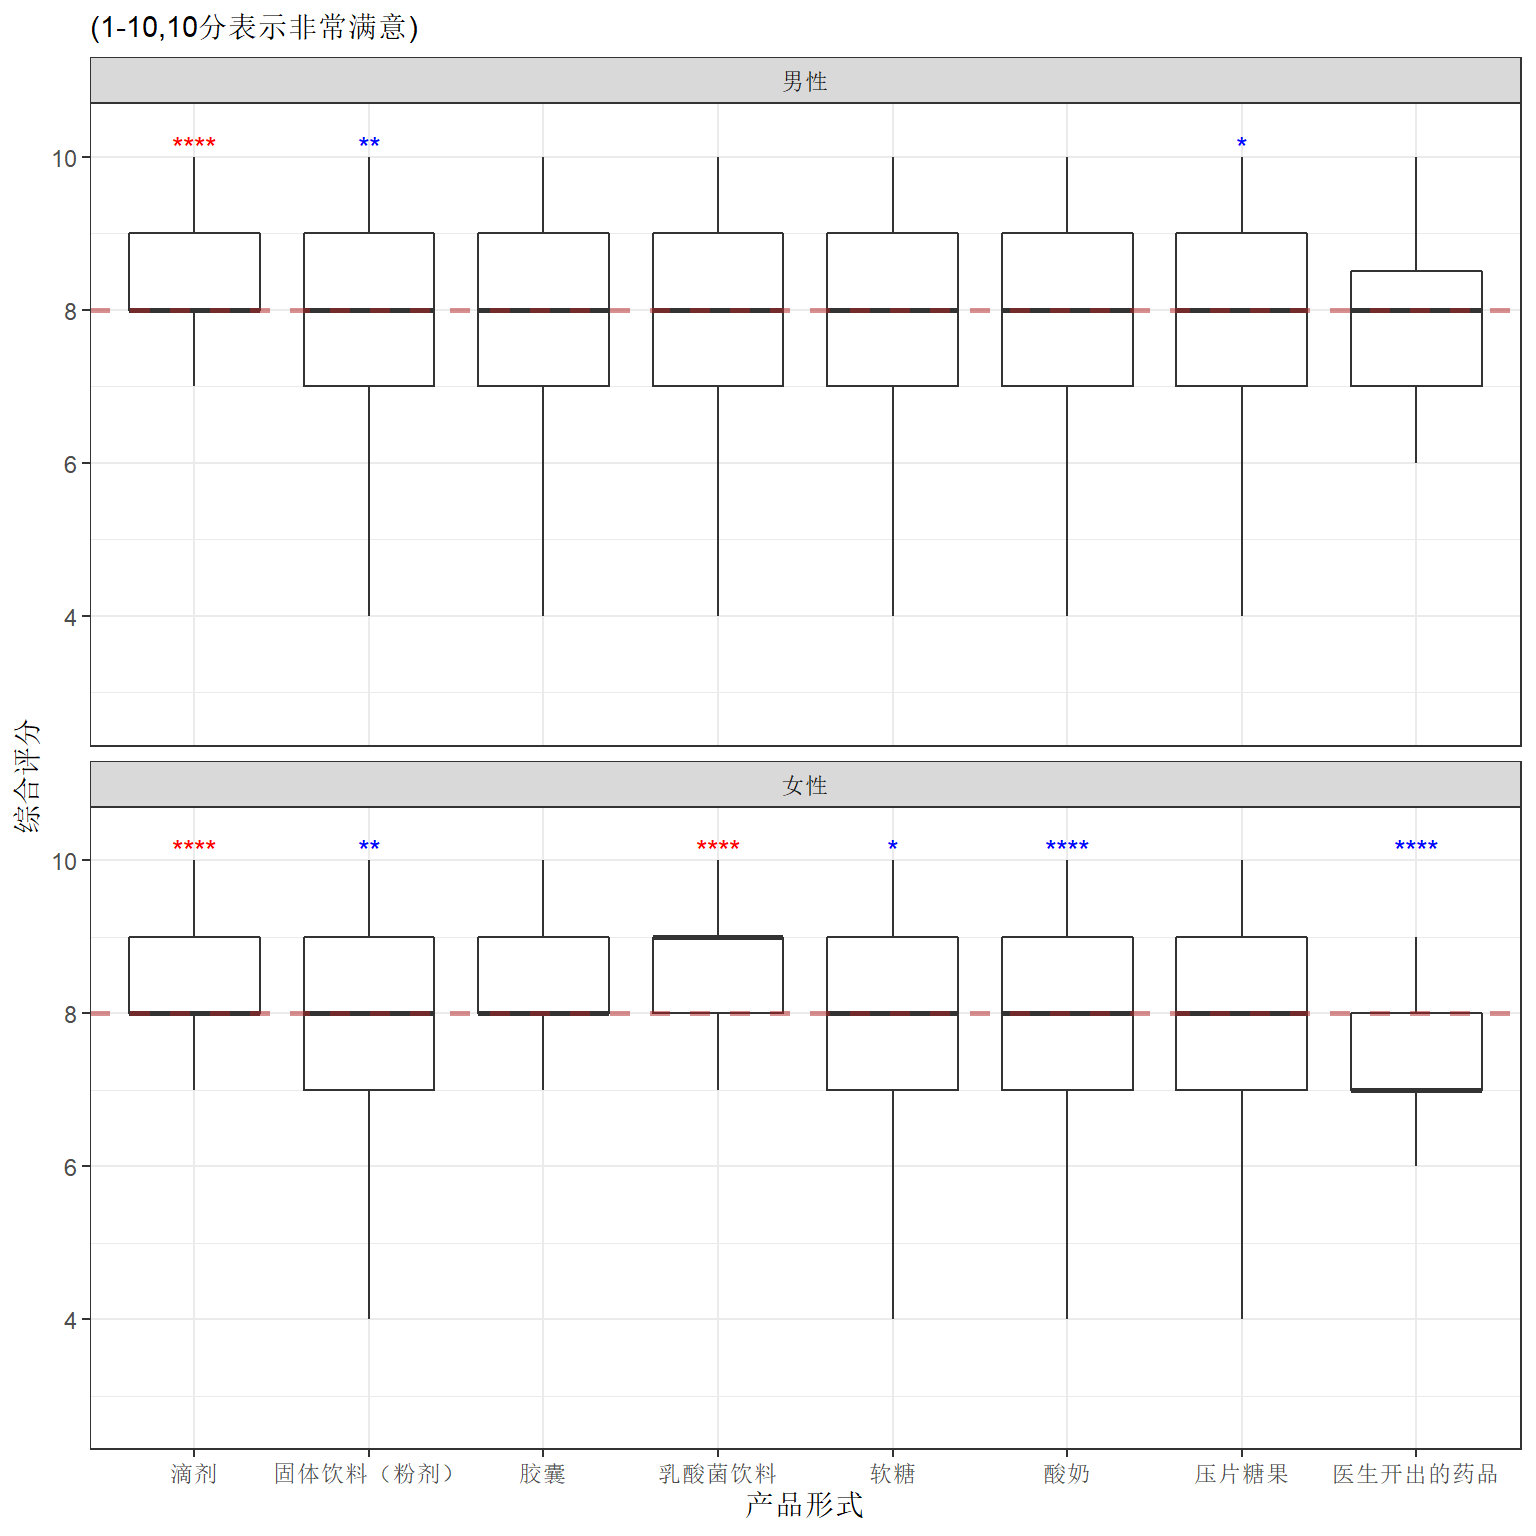 (1-10,10分表示非常满意)
男性
**** ** *
10
8
6
4
综合评分
女性
**** ** **** * **** ****
10
8
6
4
滴剂 固体饮料（粉剂） 胶囊 乳酸菌饮料 软糖 酸奶 压片糖果 医生开出的药品
产品形式